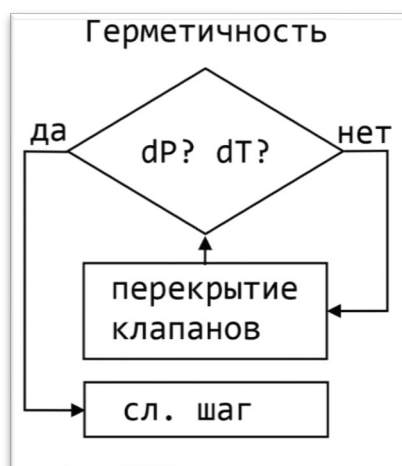 Герметичность
да
нет
dP? dT?
перекрытие
клапанов
сл. шаг